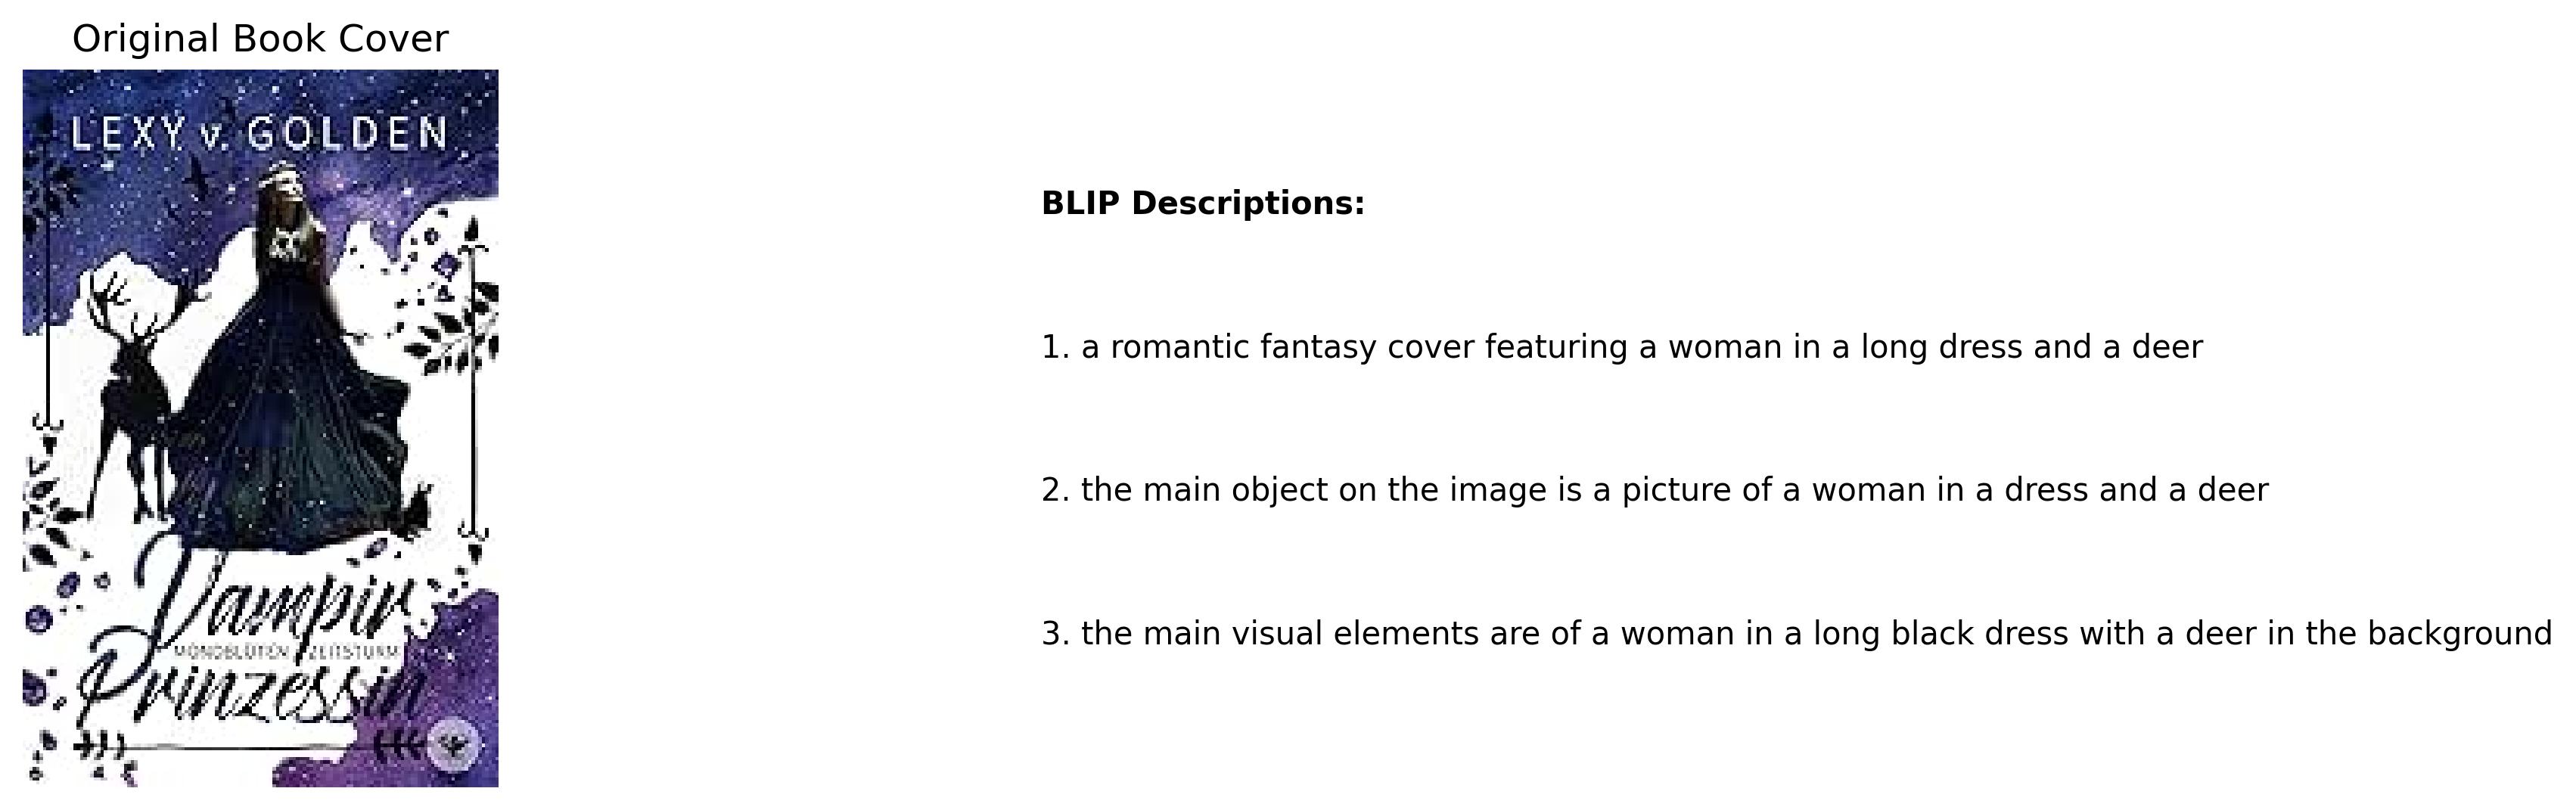 Original Book Cover
LEXY v. GOLDEN
Vampir
MONDBLÜTEN ZEITSTURM
Prinzessin
BLIP Descriptions:
1. a romantic fantasy cover featuring a woman in a long dress and a deer
2. the main object on the image is a picture of a woman in a dress and a deer
3. the main visual elements are of a woman in a long black dress with a deer in the background